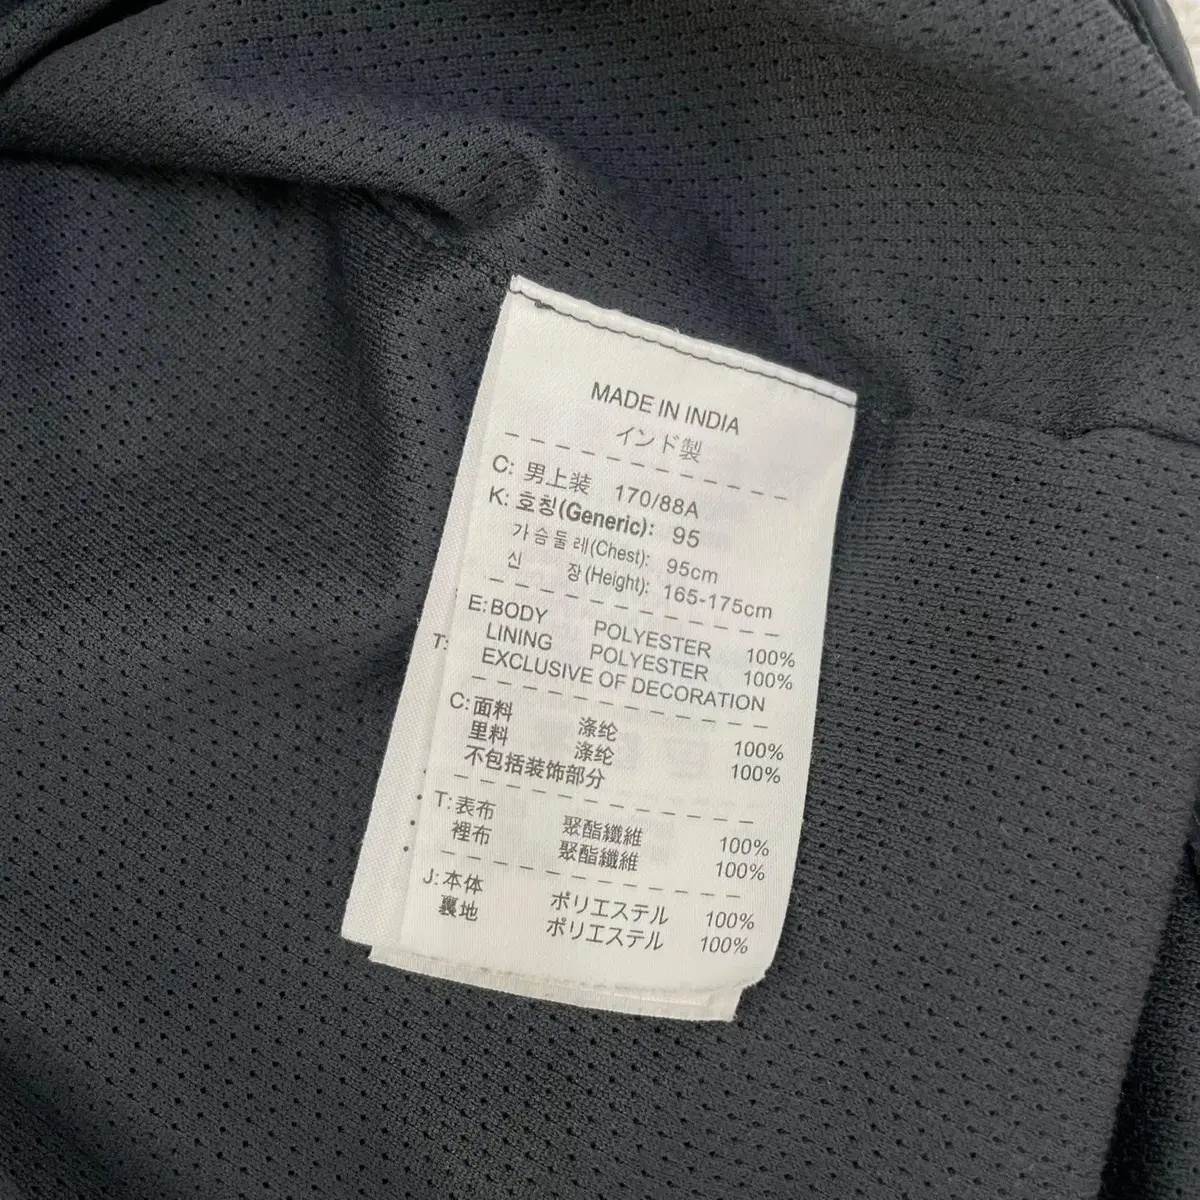 MADE IN INDIA
インド製
C: 男上装 170/88A
K: 호칭(Generic): 95
가슴둘레(Chest): 95cm
신 장(Height): 165-175cm
E:BODY POLYESTER 100%
LINING POLYESTER 100%
EXCLUSIVE OF DECORATION
C:面料 涤纶 100%
里料 涤纶 100%
不包括装饰部分
T:表布 聚酯纖維 100%
裡布 聚酯纖維 100%
J:本体 ポリエステル 100%
裏地 ポリエステル 100%
T: